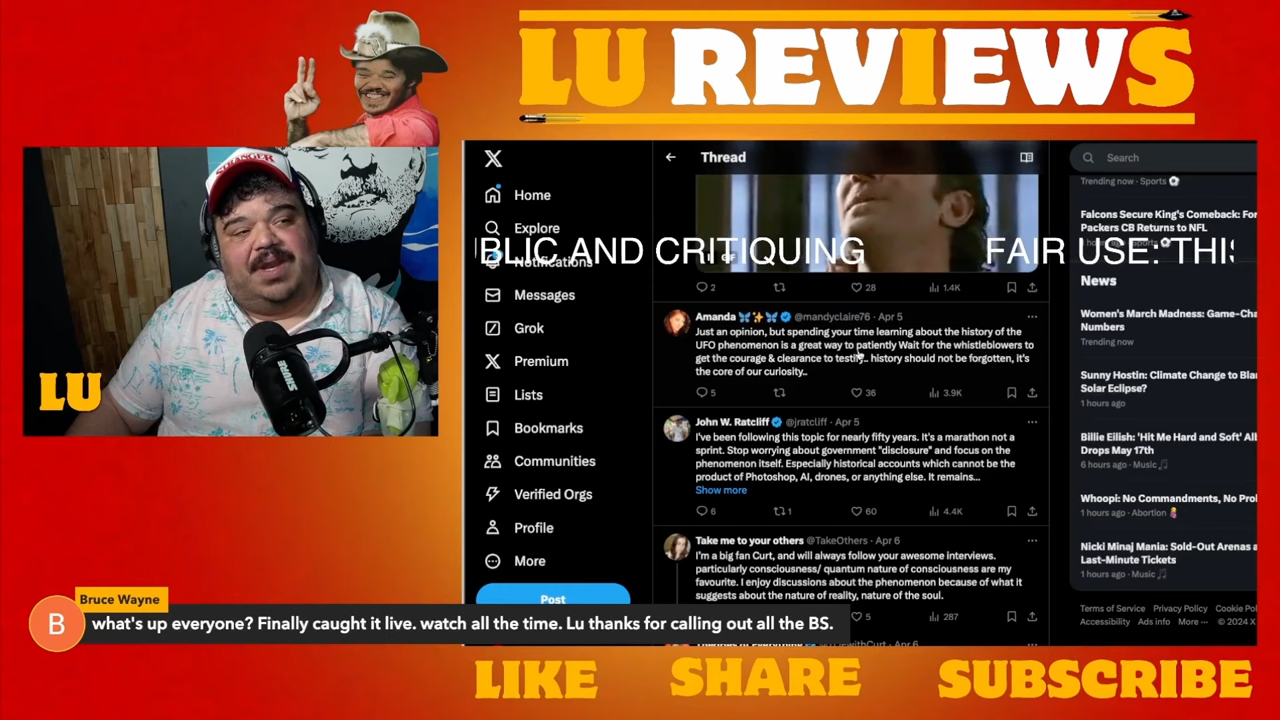 LU REVIEWS
STRANGER
LU
SHURE
X
Home
Explore
Notifications
Messages
Grok
Premium
Lists
Bookmarks
Communities
Verified Orgs
Profile
More
Post
Thread
GIF
UBLIC AND CRITIQUING FAIR USE: THIS
2 28 1.4K
Amanda 🦋✨🦋 @mandyclaire76 · Apr 5
Just an opinion, but spending your time learning about the history of the
UFO phenomenon is a great way to patiently Wait for the whistleblowers to
get the courage & clearance to testify.. history should not be forgotten, it's
the core of our curiosity..
5 36 3.9K
John W. Ratcliff @jratcliff · Apr 5
I've been following this topic for nearly fifty years. It's a marathon not a
sprint. Stop worrying about government "disclosure" and focus on the
phenomenon itself. Especially historical accounts which cannot be the
product of Photoshop, AI, drones, or anything else. It remains...
Show more
6 1 60 4.4K
Take me to your others @TakeOthers · Apr 6
I'm a big fan Curt, and will always follow your awesome interviews.
particularly consciousness/ quantum nature of consciousness are my
favourite. I enjoy discussions about the phenomenon because of what it
suggests about the nature of reality, nature of the soul.
5 287
Search
Trending now · Sports
Falcons Secure King's Comeback: For
Packers CB Returns to NFL
News
Women's March Madness: Game-Cha
Numbers
Trending now
Sunny Hostin: Climate Change to Bla
Solar Eclipse?
1 hours ago
Billie Eilish: 'Hit Me Hard and Soft' Alb
Drops May 17th
6 hours ago · Music
Whoopi: No Commandments, No Pro
1 hours ago · Abortion
Nicki Minaj Mania: Sold-Out Arenas a
Last-Minute Tickets
1 hours ago · Music
Terms of Service Privacy Policy Cookie Pol
Accessibility Ads info More ··· © 2024 X
Bruce Wayne
B
what's up everyone? Finally caught it live. watch all the time. Lu thanks for calling out all the BS.
LIKE SHARE SUBSCRIBE